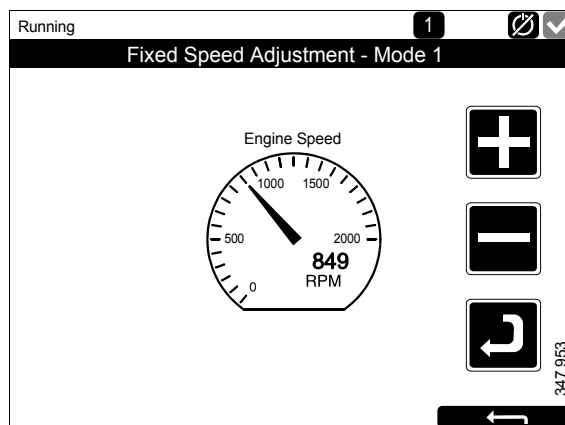 Running
1
Fixed Speed Adjustment - Mode 1
Engine Speed
1000 1500
500 2000
849
RPM
0
347 953